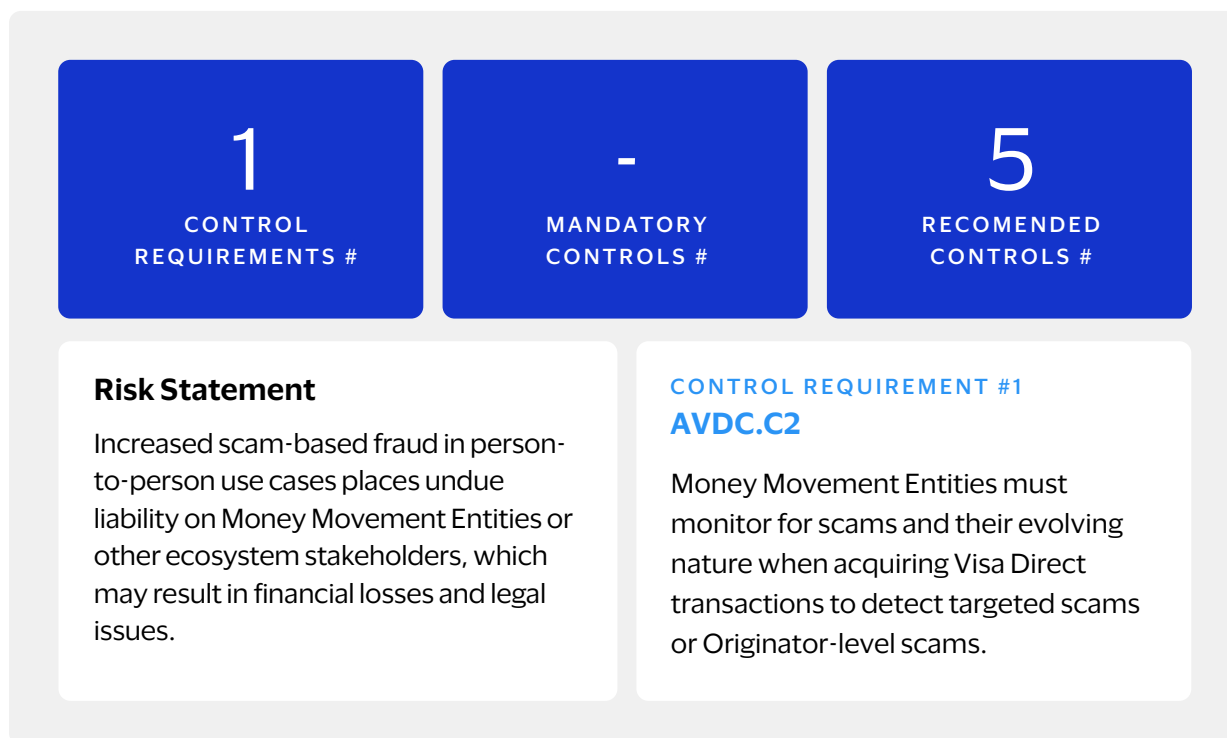 1
CONTROL
REQUIREMENTS #
-
MANDATORY
CONTROLS #
5
RECOMENDED
CONTROLS #
Risk Statement
Increased scam-based fraud in person-
to-person use cases places undue
liability on Money Movement Entities or
other ecosystem stakeholders, which
may result in financial losses and legal
issues.
CONTROL REQUIREMENT #1
AVDC.C2
Money Movement Entities must
monitor for scams and their evolving
nature when acquiring Visa Direct
transactions to detect targeted scams
or Originator-level scams.